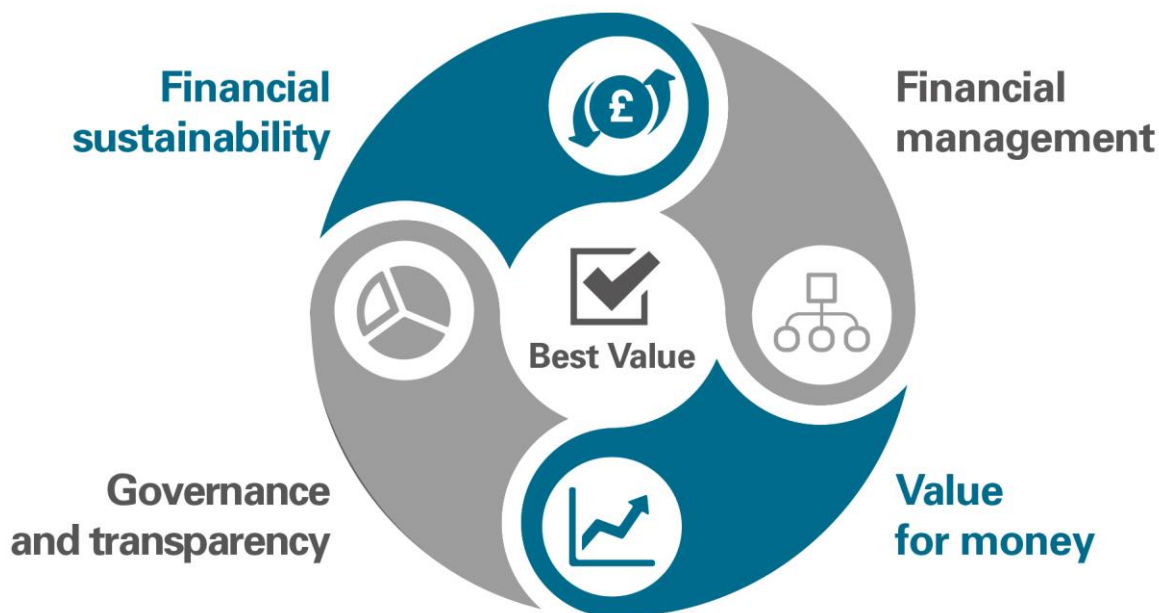 Financial
sustainability
£
Financial
management
Best Value
Governance
and transparency
Value
for money